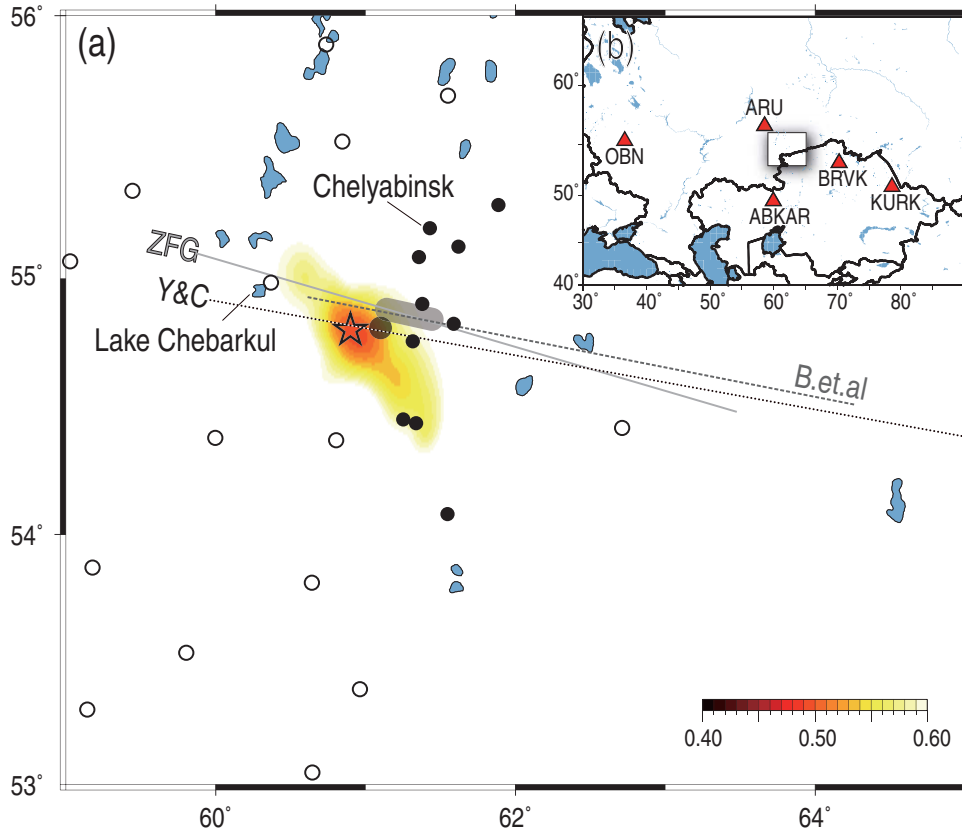 56˚
(a)
(b)
60˚
ARU
OBN
BRVK
50˚
KURK
ABKAR
40˚
30
40
50
60˚
70˚
80˚
Chelyabinsk
ZFG
55˚
Y&C
Lake Chebarkul
B.et.al
54˚
0.40
0.50
0.60
53˚
60˚
62˚
64˚